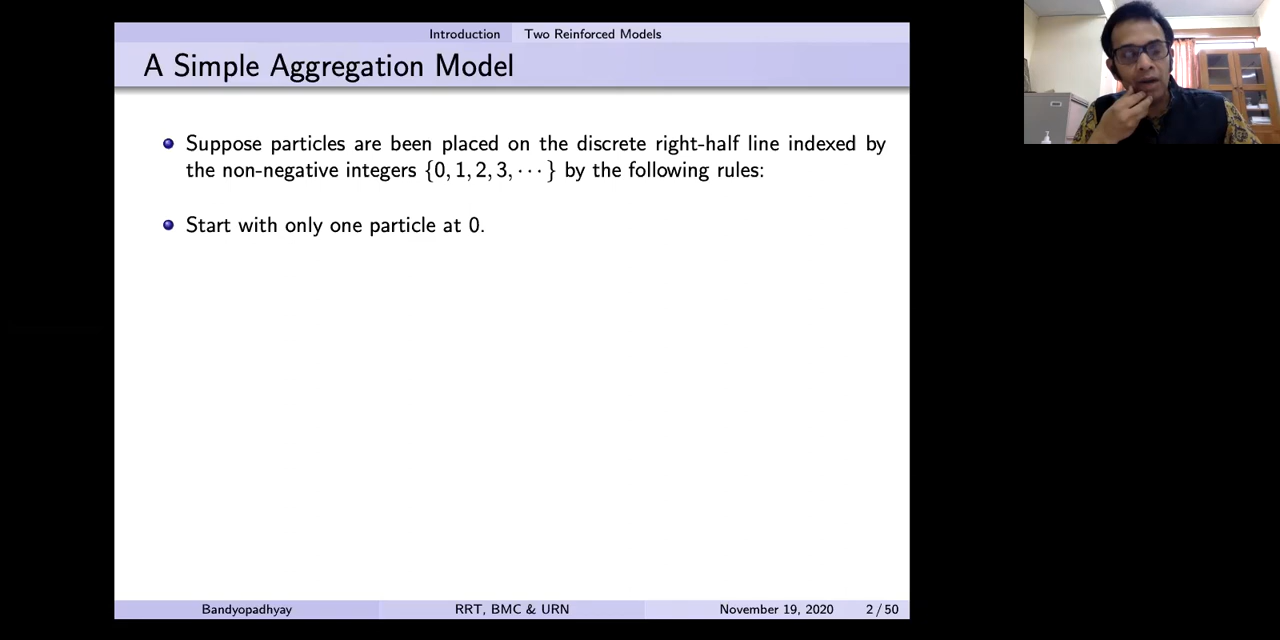 Introduction Two Reinforced Models
A Simple Aggregation Model
Suppose particles are been placed on the discrete right-half line indexed by
the non-negative integers {0, 1, 2, 3, ⋯ } by the following rules:
Start with only one particle at 0.
Bandyopadhyay RRT, BMC & URN November 19, 2020 2 / 50